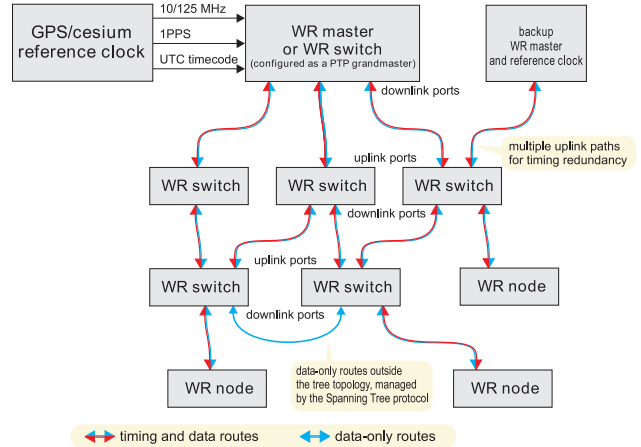 GPS/cesium
reference clock
10/125 MHz
1PPS
UTC timecode
WR master
or WR switch
(configured as a PTP grandmaster)
backup
WR master
and reference clock
downlink ports
multiple uplink paths
for timing redundancy
uplink ports
WR switch
WR switch
WR switch
downlink ports
uplink ports
WR switch
WR switch
WR node
downlink ports
data-only routes outside
the tree topology, managed
by the Spanning Tree protocol
WR node
WR node
timing and data routes
data-only routes